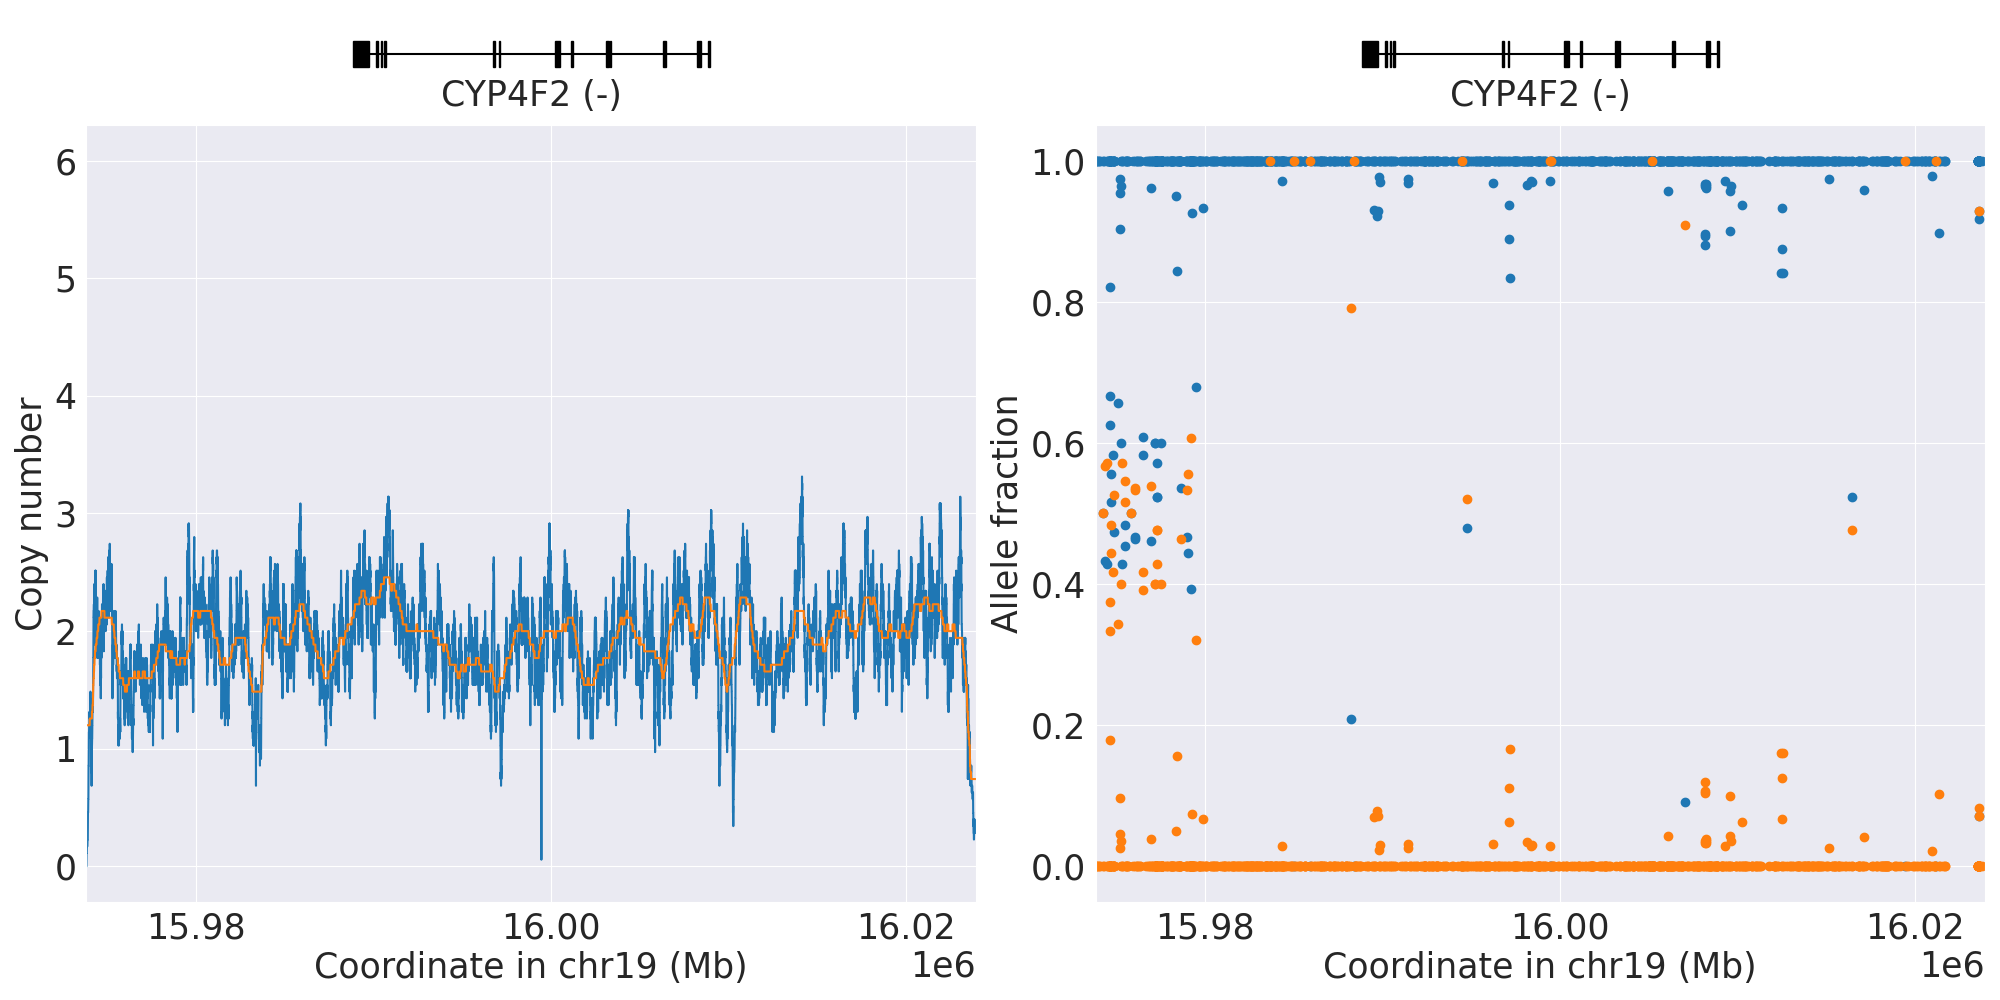 CYP4F2 (-)
6
5
4
3
2
1
0
Copy number
15.98
16.00
16.02
Coordinate in chr19 (Mb)
1e6
CYP4F2 (-)
1.0
0.8
0.6
0.4
0.2
0.0
Allele fraction
15.98
16.00
16.02
Coordinate in chr19 (Mb)
1e6